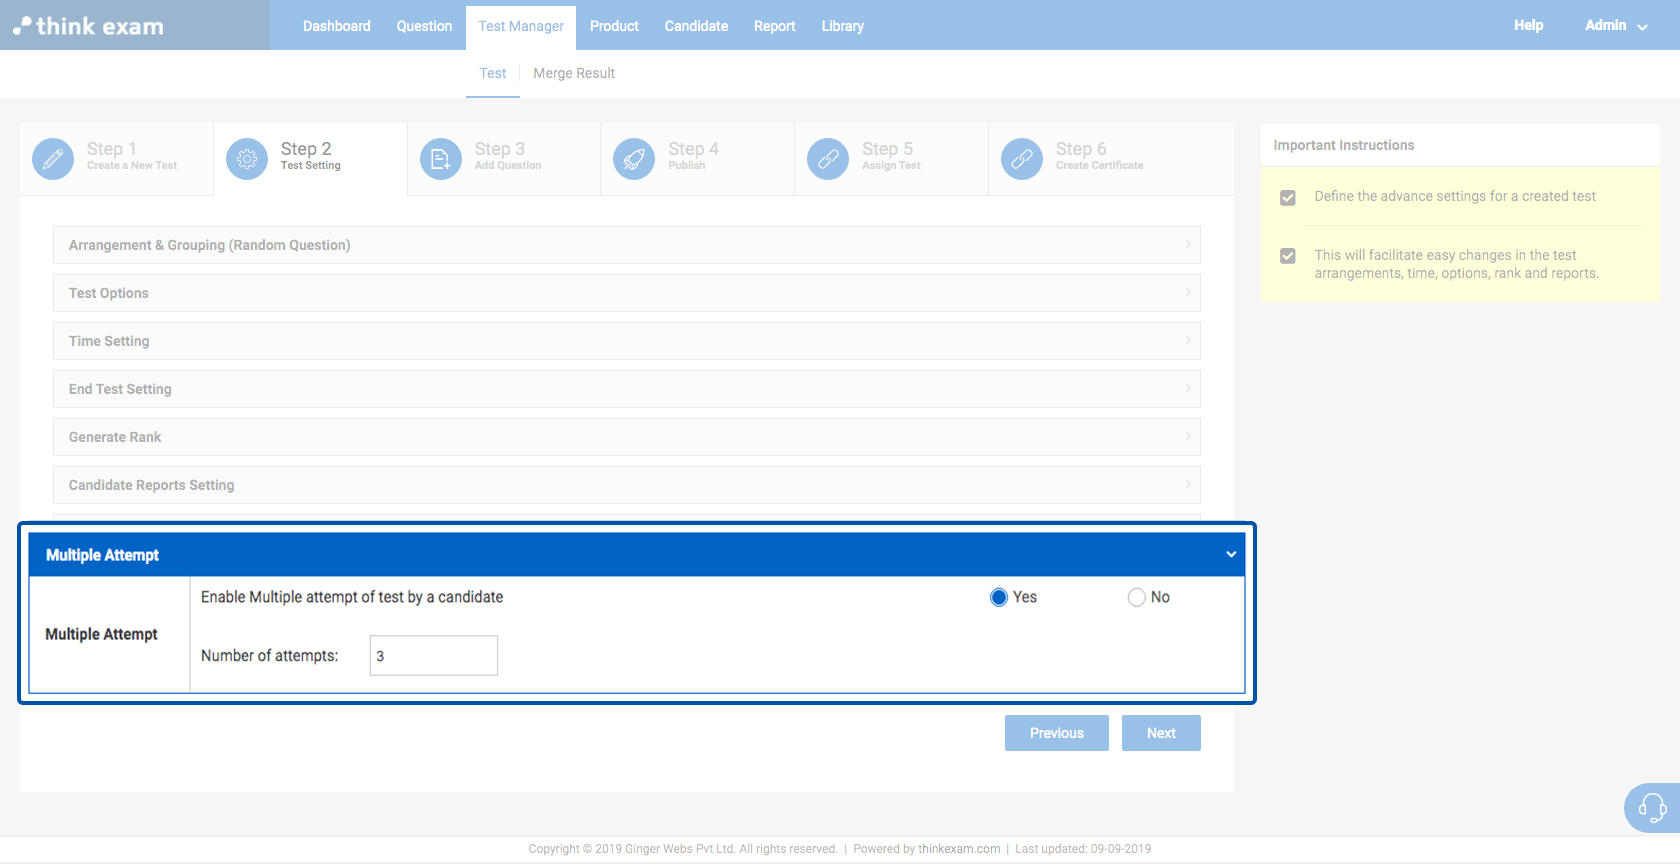 think exam
Dashboard Question Test Manager Product Candidate Report Library Help Admin
Test Merge Result
Step 1
Create a New Test
Step 2
Test Setting
Step 3
Add Question
Step 4
Publish
Step 5
Assign Test
Step 6
Create Certificate
Important Instructions
Define the advance settings for a created test
This will facilitate easy changes in the test
arrangements, time, options, rank and reports.
Arrangement & Grouping (Random Question)
Test Options
Time Setting
End Test Setting
Generate Rank
Candidate Reports Setting
Multiple Attempt
Multiple Attempt
Enable Multiple attempt of test by a candidate Yes No
Number of attempts: 3
Previous Next
Copyright © 2019 Ginger Webs Pvt Ltd. All rights reserved. | Powered by thinkexam.com | Last updated: 09-09-2019